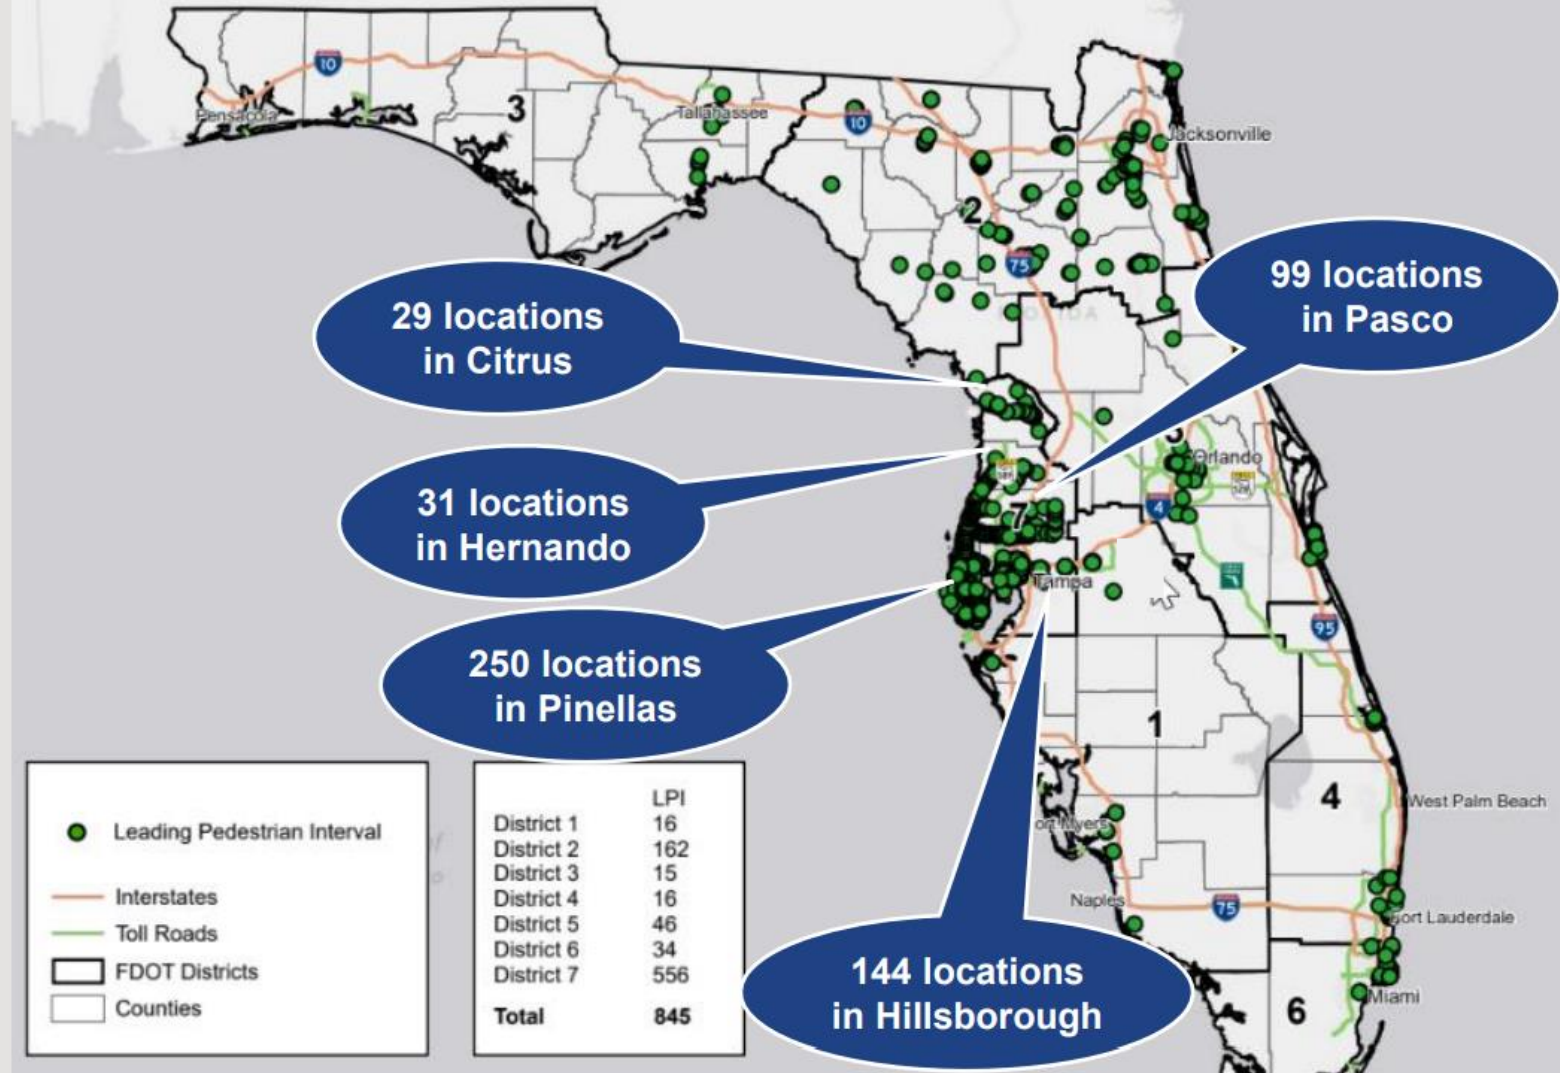 10
Pensacola
3
Tallahassee
10
Jacksonville
2
75
99 locations
in Pasco
29 locations
in Citrus
Orlando
31 locations
in Hernando
7
4
Tampa
250 locations
in Pinellas
95
1
4
West Palm Beach
ort Myers
Naples
75
ort Lauderdale
144 locations
in Hillsborough
Miami
6
Leading Pedestrian Interval
Interstates
Toll Roads
FDOT Districts
Counties
LPI
District 1 16
District 2 162
District 3 15
District 4 16
District 5 46
District 6 34
District 7 556
Total 845